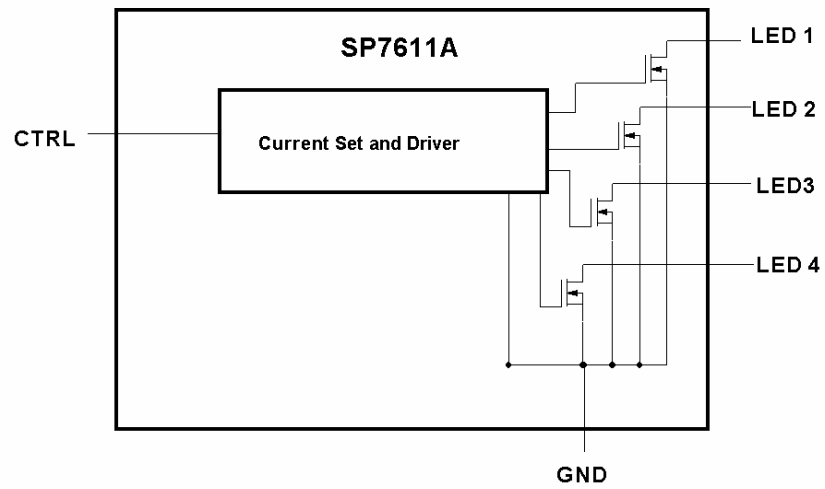 SP7611A
LED 1
LED 2
CTRL
Current Set and Driver
LED3
LED 4
GND